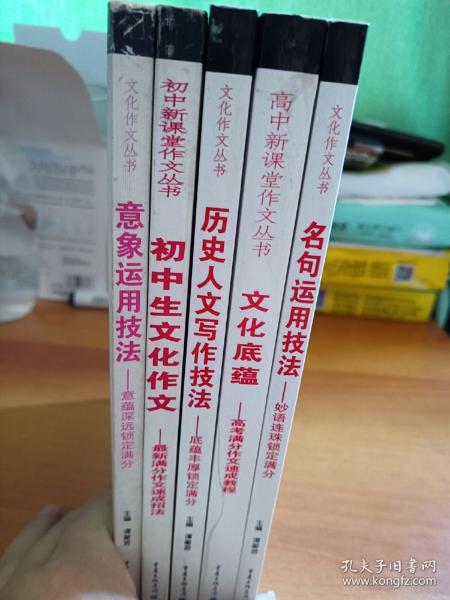 文化作文丛书
意象运用技法
——意蕴深远锁定满分
初中新课堂作文丛书
初中生文化作文
——最新满分作文速成招法
文化作文丛书
历史人文写作技法
——底蕴丰厚锁定满分
主编
高中新课堂作文丛书
文化底蕴
——高考满分作文速成教程
文化作文丛书
名句运用技法
——妙语连珠锁定满分
主编
孔夫子旧书网
www.kongfz.com